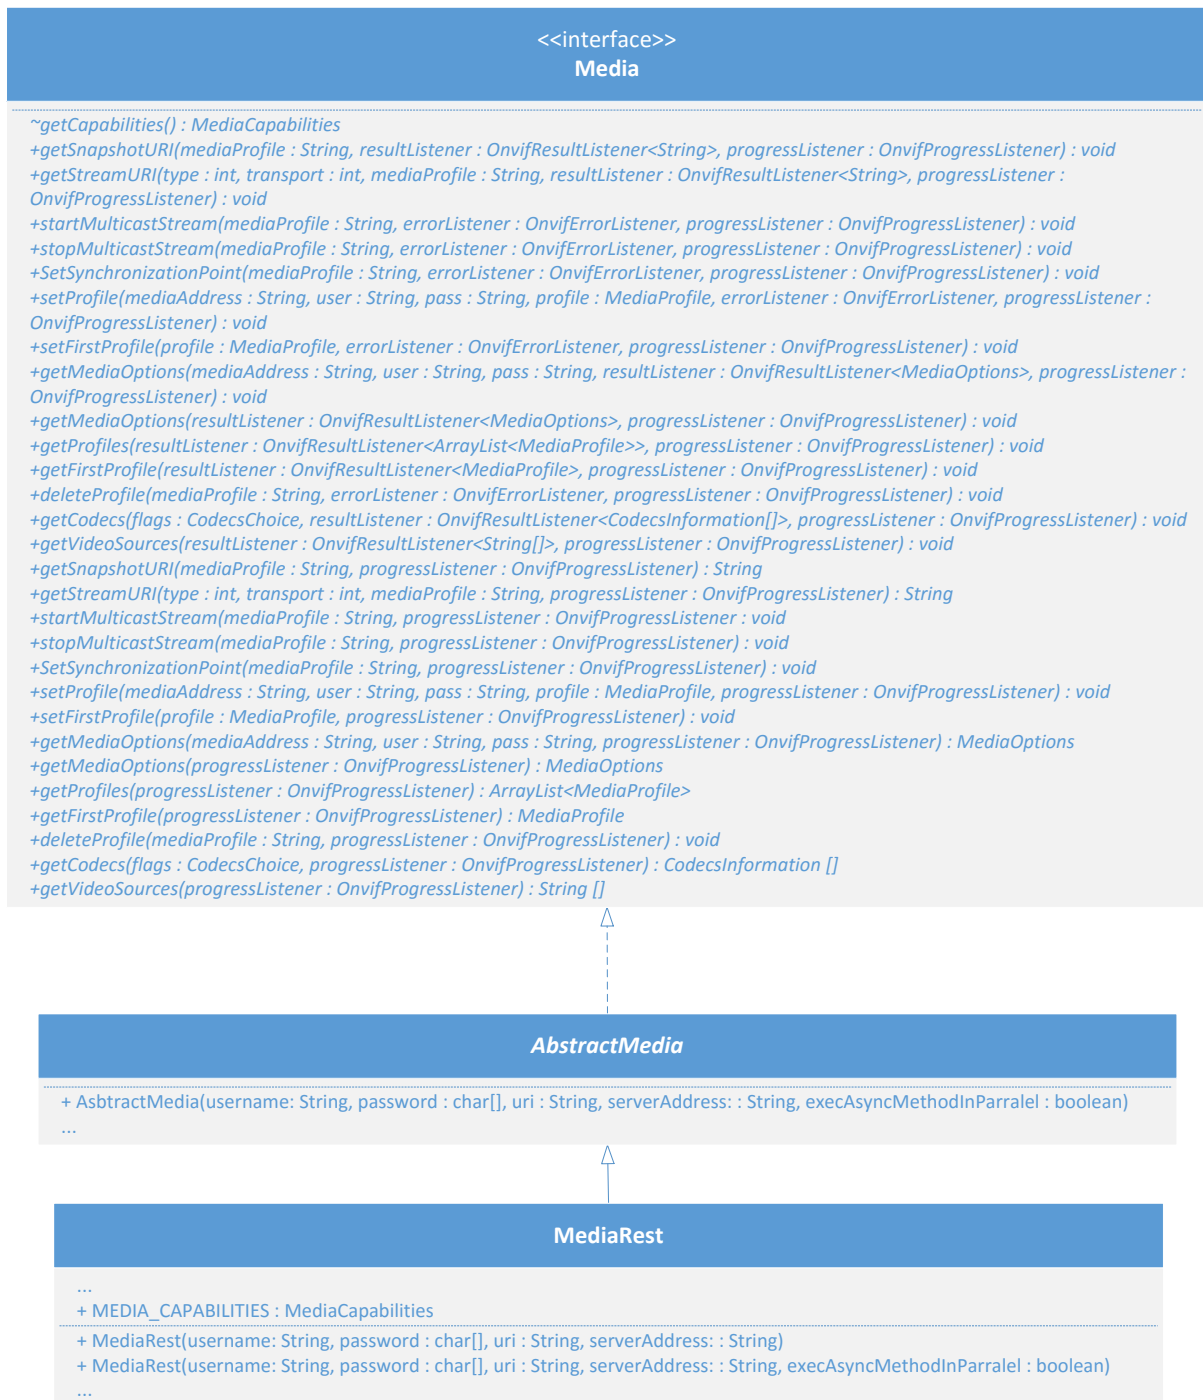 <<interface>>
Media
~getCapabilities() : MediaCapabilities
+getSnapshotURI(mediaProfile : String, resultListener : OnvifResultListener<String>, progressListener : OnvifProgressListener) : void
+getStreamURI(type : int, transport : int, mediaProfile : String, resultListener : OnvifResultListener<String>, progressListener :
OnvifProgressListener) : void
+startMulticastStream(mediaProfile : String, errorListener : OnvifErrorListener, progressListener : OnvifProgressListener) : void
+stopMulticastStream(mediaProfile : String, errorListener : OnvifErrorListener, progressListener : OnvifProgressListener) : void
+SetSynchronizationPoint(mediaProfile : String, errorListener : OnvifErrorListener, progressListener : OnvifProgressListener) : void
+setProfile(mediaAddress : String, user : String, pass : String, profile : MediaProfile, errorListener : OnvifErrorListener, progressListener :
OnvifProgressListener) : void
+setFirstProfile(profile : MediaProfile, errorListener : OnvifErrorListener, progressListener : OnvifProgressListener) : void
+getMediaOptions(mediaAddress : String, user : String, pass : String, resultListener : OnvifResultListener<MediaOptions>, progressListener :
OnvifProgressListener) : void
+getMediaOptions(resultListener : OnvifResultListener<MediaOptions>, progressListener : OnvifProgressListener) : void
+getProfiles(resultListener : OnvifResultListener<ArrayList<MediaProfile>>, progressListener : OnvifProgressListener) : void
+getFirstProfile(resultListener : OnvifResultListener<MediaProfile>, progressListener : OnvifProgressListener) : void
+deleteProfile(mediaProfile : String, errorListener : OnvifErrorListener, progressListener : OnvifProgressListener) : void
+getCodecs(flags : CodecsChoice, resultListener : OnvifResultListener<CodecsInformation[]>, progressListener : OnvifProgressListener) : void
+getVideoSources(resultListener : OnvifResultListener<String[]>, progressListener : OnvifProgressListener) : void
+getSnapshotURI(mediaProfile : String, progressListener : OnvifProgressListener) : String
+getStreamURI(type : int, transport : int, mediaProfile : String, progressListener : OnvifProgressListener) : String
+startMulticastStream(mediaProfile : String, progressListener : OnvifProgressListener : void
+stopMulticastStream(mediaProfile : String, progressListener : OnvifProgressListener) : void
+SetSynchronizationPoint(mediaProfile : String, progressListener : OnvifProgressListener) : void
+setProfile(mediaAddress : String, user : String, pass : String, profile : MediaProfile, progressListener : OnvifProgressListener) : void
+setFirstProfile(profile : MediaProfile, progressListener : OnvifProgressListener) : void
+getMediaOptions(mediaAddress : String, user : String, pass : String, progressListener : OnvifProgressListener) : MediaOptions
+getMediaOptions(progressListener : OnvifProgressListener) : MediaOptions
+getProfiles(progressListener : OnvifProgressListener) : ArrayList<MediaProfile>
+getFirstProfile(progressListener : OnvifProgressListener) : MediaProfile
+deleteProfile(mediaProfile : String, progressListener : OnvifProgressListener) : void
+getCodecs(flags : CodecsChoice, progressListener : OnvifProgressListener) : CodecsInformation []
+getVideoSources(progressListener : OnvifProgressListener) : String []
AbstractMedia
+ AsbtractMedia(username: String, password : char[], uri : String, serverAddress: : String, execAsyncMethodInParralel : boolean)
...
MediaRest
...
+ MEDIA_CAPABILITIES : MediaCapabilities
+ MediaRest(username: String, password : char[], uri : String, serverAddress: : String)
+ MediaRest(username: String, password : char[], uri : String, serverAddress: : String, execAsyncMethodInParralel : boolean)
...